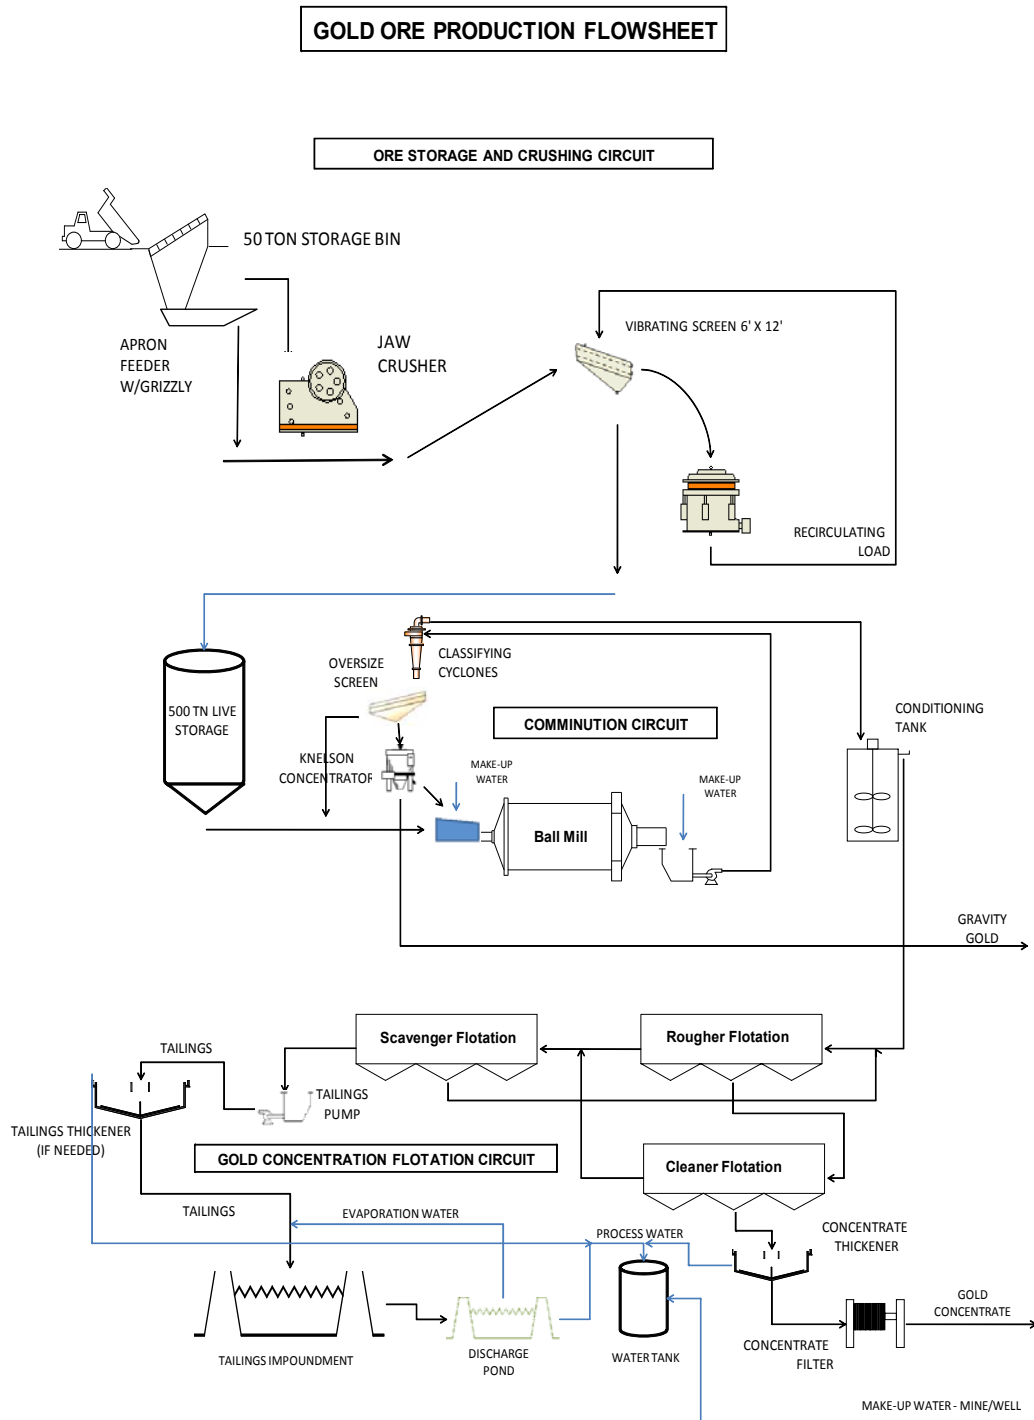 GOLD ORE PRODUCTION FLOWSHEET
ORE STORAGE AND CRUSHING CIRCUIT
50 TON STORAGE BIN
VIBRATING SCREEN 6' X 12'
APRON
FEEDER
W/GRIZZLY
JAW
CRUSHER
RECIRCULATING
LOAD
CLASSIFYING
CYCLONES
OVERSIZE
SCREEN
500 TN LIVE
STORAGE
COMMINUTION CIRCUIT
CONDITIONING
TANK
KNELSON
CONCENTRATOR
MAKE-UP
WATER
MAKE-UP
WATER
Ball Mill
GRAVITY
GOLD
Scavenger Flotation
Rougher Flotation
TAILINGS
TAILINGS
PUMP
TAILINGS THICKENER
(IF NEEDED)
GOLD CONCENTRATION FLOTATION CIRCUIT
Cleaner Flotation
TAILINGS
EVAPORATION WATER
PROCESS WATER
CONCENTRATE
THICKENER
GOLD
CONCENTRATE
TAILINGS IMPOUNDMENT
DISCHARGE
POND
WATER TANK
CONCENTRATE
FILTER
MAKE-UP WATER - MINE/WELL